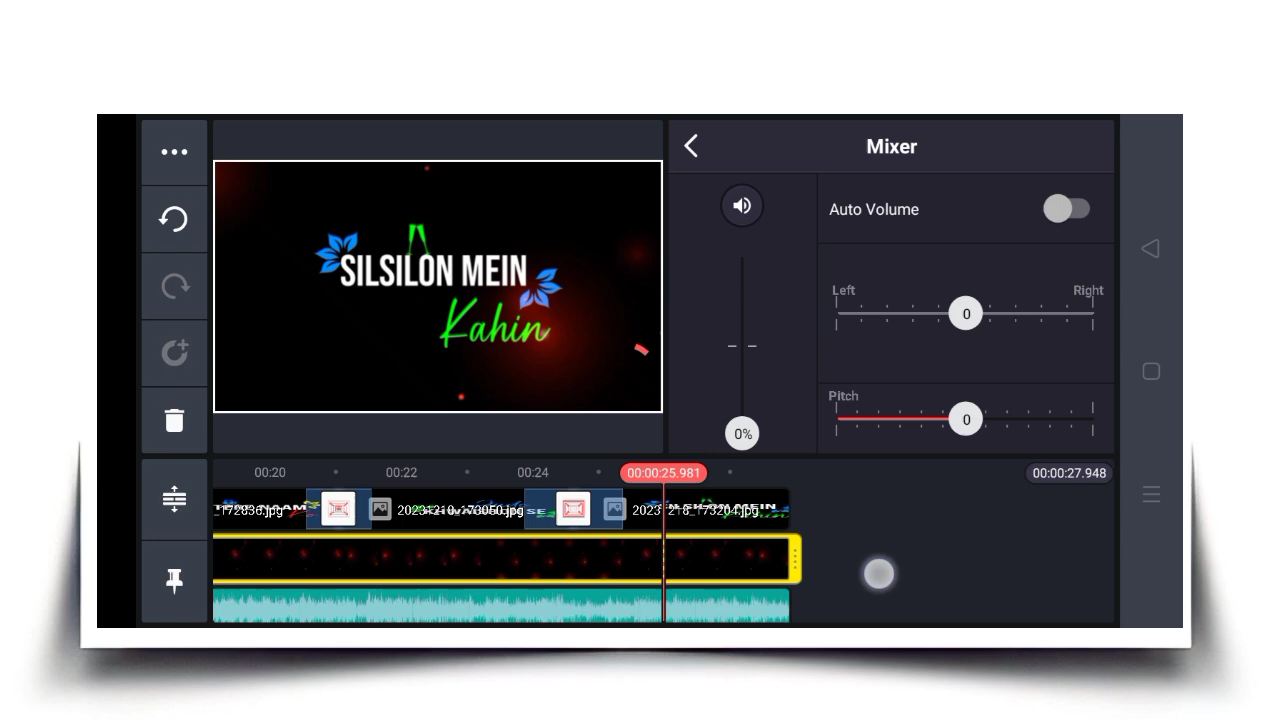 Mixer
SILSILON MEIN
Kahin
Auto Volume
Left
Right
0
Pitch
0
0%
00:20
00:22
00:24
00:00:25.981
00:00:27.948